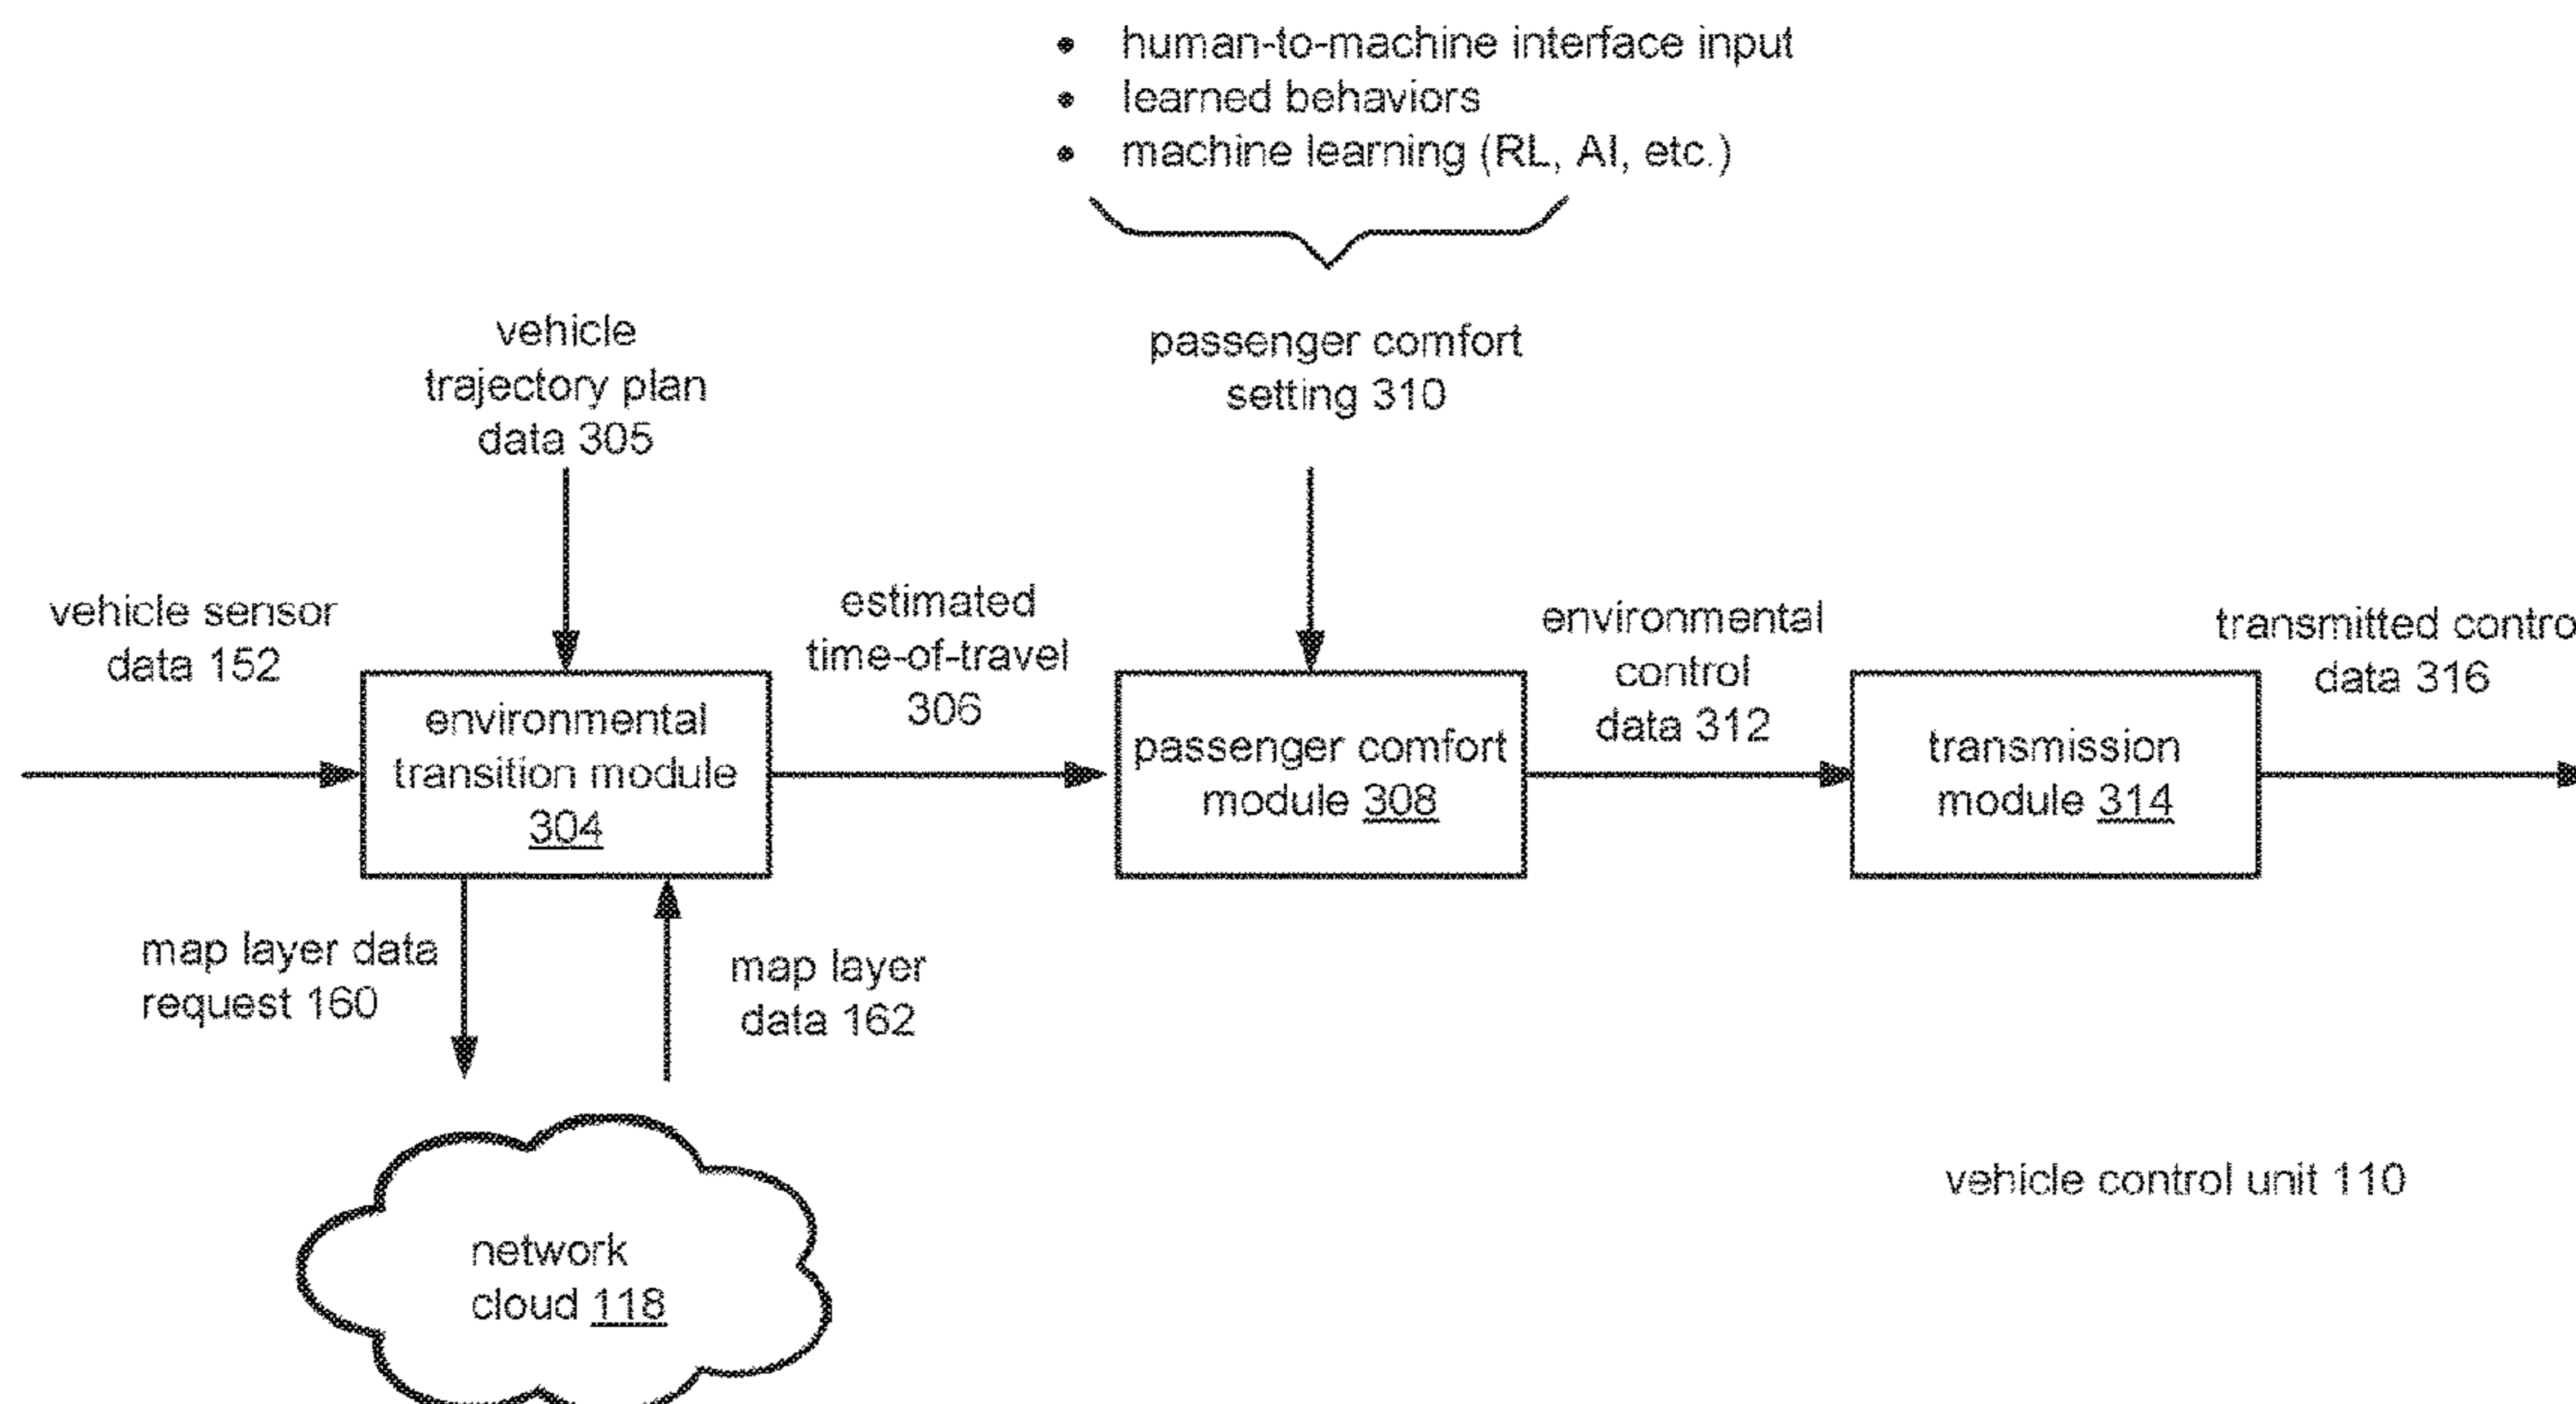 • human-to-machine interface input
• learned behaviors
• machine learning (RL, AI, etc.)
vehicle
trajectory plan
data 305
passenger comfort
setting 310
vehicle sensor
data 152
estimated
time-of-travel
306
environmental
control
data 312
transmitted contro
data 316
environmental
transition module
304
passenger comfort
module 308
transmission
module 314
map layer data
request 160
map layer
data 162
network
cloud 118
vehicle control unit 110